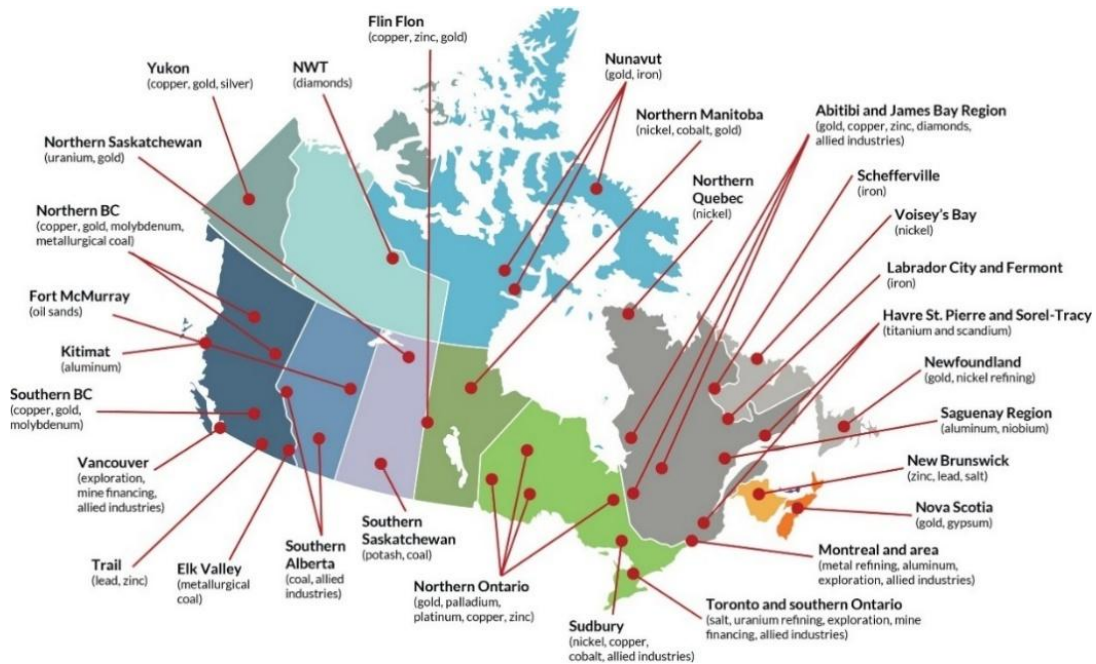 Flin Flon
(copper, zinc, gold)
Yukon
(copper, gold, silver)
NWT
(diamonds)
Nunavut
(gold, iron)
Northern Manitoba
(nickel, cobalt, gold)
Abitibi and James Bay Region
(gold, copper, zinc, diamonds,
allied industries)
Northern Saskatchewan
(uranium, gold)
Northern
Quebec
(nickel)
Schefferville
(iron)
Northern BC
(copper, gold, molybdenum,
metallurgical coal)
Voisey's Bay
(nickel)
Labrador City and Fermont
(iron)
Fort McMurray
(oil sands)
Havre St. Pierre and Sorel-Tracy
(titanium and scandium)
Kitimat
(aluminum)
Newfoundland
(gold, nickel refining)
Southern BC
(copper, gold,
molybdenum)
Saguenay Region
(aluminum, niobium)
Vancouver
(exploration,
mine financing,
allied industries)
New Brunswick
(zinc, lead, salt)
Nova Scotia
(gold, gypsum)
Trail
(lead, zinc)
Elk Valley
(metallurgical
coal)
Southern
Alberta
(coal, allied
industries)
Southern
Saskatchewan
(potash, coal)
Northern Ontario
(gold, palladium,
platinum, copper, zinc)
Sudbury
(nickel, copper,
cobalt, allied industries)
Montreal and area
(metal refining, aluminum,
exploration, allied industries)
Toronto and southern Ontario
(salt, uranium refining, exploration, mine
financing, allied industries)